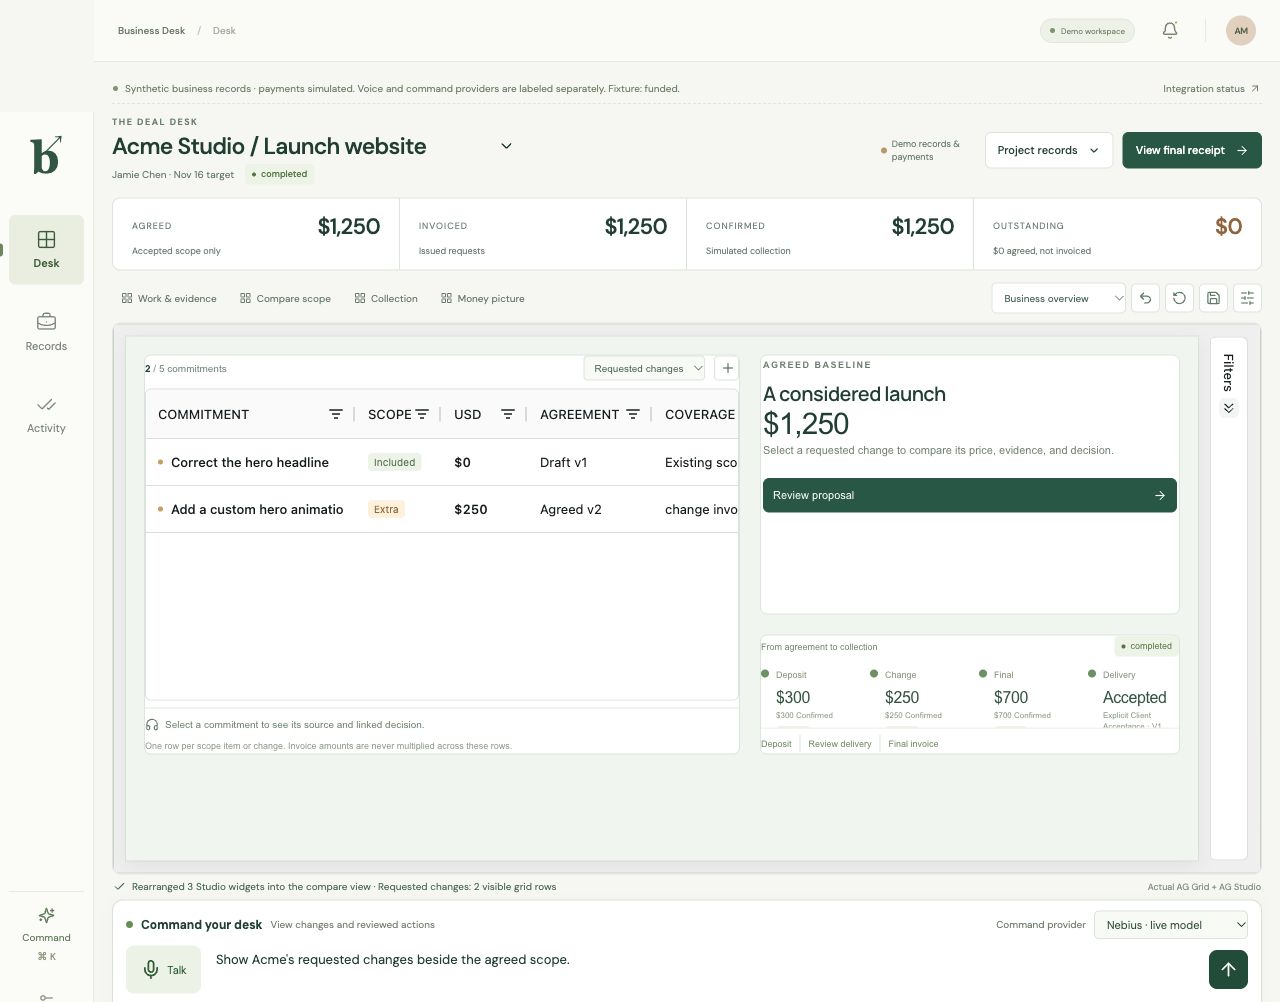 Business Desk / Desk
Demo workspace
AM
Synthetic business records · payments simulated. Voice and command providers are labeled separately. Fixture: funded.
Integration status
b
THE DEAL DESK
Acme Studio / Launch website
Jamie Chen · Nov 16 target
completed
Demo records &
payments
Project records
View final receipt
AGREED
$1,250
Accepted scope only
INVOICED
$1,250
Issued requests
CONFIRMED
$1,250
Simulated collection
OUTSTANDING
$0
$0 agreed, not invoiced
Desk
Records
Activity
Work & evidence
Compare scope
Collection
Money picture
Business overview
2 / 5 commitments
Requested changes
COMMITMENT SCOPE USD AGREEMENT COVERAGE
Correct the hero headline Included $0 Draft v1 Existing sco
Add a custom hero animatio Extra $250 Agreed v2 change invo
Select a commitment to see its source and linked decision.
One row per scope item or change. Invoice amounts are never multiplied across these rows.
AGREED BASELINE
A considered launch
$1,250
Select a requested change to compare its price, evidence, and decision.
Review proposal
From agreement to collection
completed
Deposit
$300
$300 Confirmed
Change
$250
$250 Confirmed
Final
$700
$700 Confirmed
Delivery
Accepted
Explicit Client
Acceptance · V1
Deposit
Review delivery
Final invoice
Filters
Rearranged 3 Studio widgets into the compare view · Requested changes: 2 visible grid rows
Actual AG Grid + AG Studio
Command
⌘ K
Command your desk
View changes and reviewed actions
Command provider
Nebius · live model
Talk
Show Acme's requested changes beside the agreed scope.